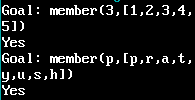 Goal: member(3,[1,2,3,4,
5])
Yes
Goal: member(p,[p,r,a,t,
y,u,s,h])
Yes